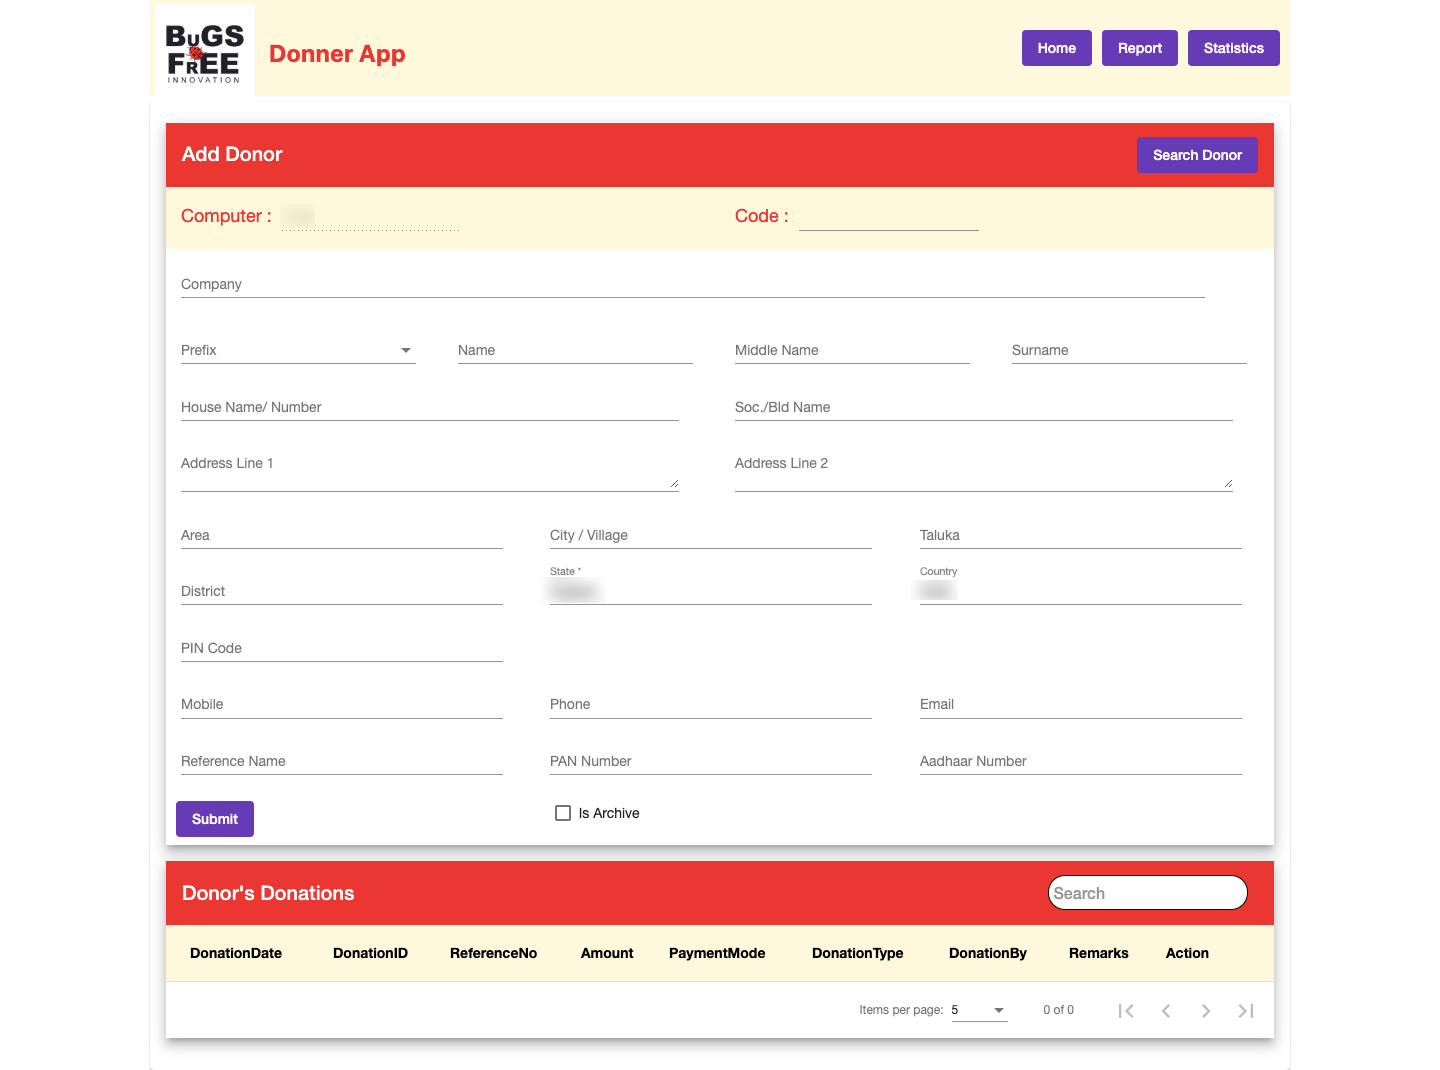 BuGS
FREE
INNOVATION
Donner App
Home
Report
Statistics
Add Donor
Search Donor
Computer :
Code :
Company
Prefix
Name
Middle Name
Surname
House Name/ Number
Soc./Bld Name
Address Line 1
Address Line 2
Area
City / Village
Taluka
District
State *
Country
PIN Code
Mobile
Phone
Email
Reference Name
PAN Number
Aadhaar Number
Submit
Is Archive
Donor's Donations
Search
DonationDate DonationID ReferenceNo Amount PaymentMode DonationType DonationBy Remarks Action
Items per page: 5 0 of 0